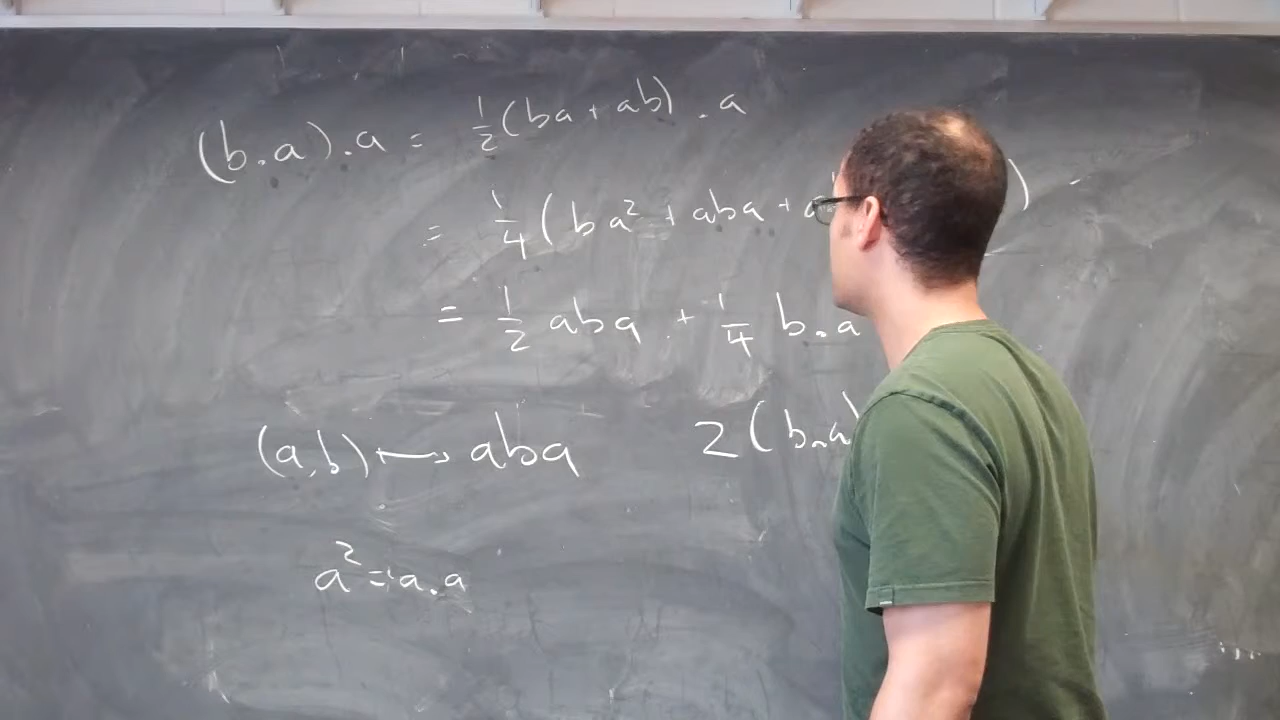 (b.a).a = 1/2(ba + ab) . a
= 1/4(ba² + aba + a )
= 1/2 aba + 1/4 b.a
(a,b) ⟼ aba 2(b.a)
a² = a.a